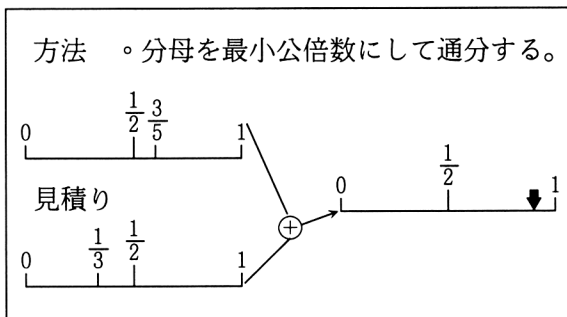 方法 。分母を最小公倍数にして通分する。
0 1/2 3/5 1
見積り
0 1/3 1/2 1
+
0 1/2 1